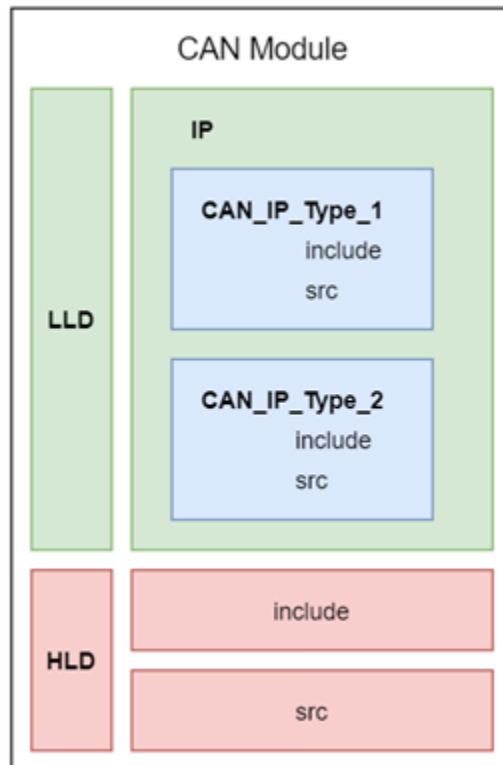 CAN Module
IP
CAN_IP_Type_1
include
src
LLD
CAN_IP_Type_2
include
src
include
HLD
src